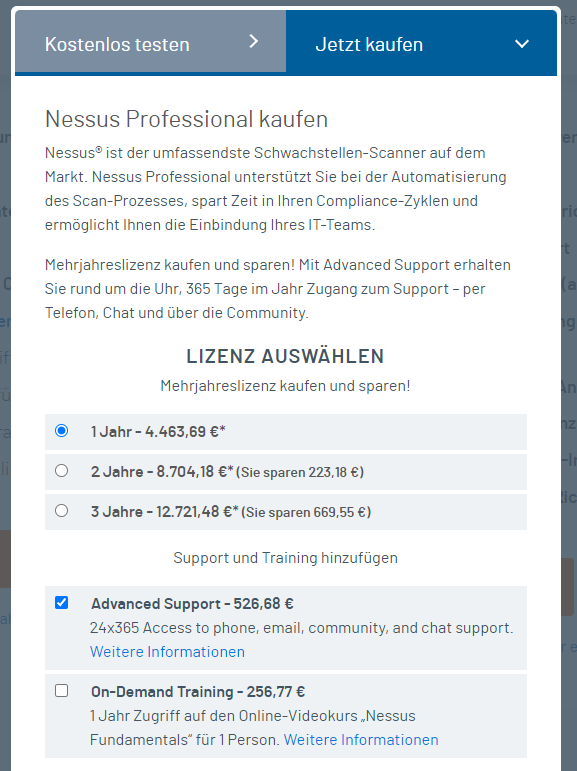 Kostenlos testen
Jetzt kaufen
Nessus Professional kaufen
Nessus® ist der umfassendste Schwachstellen-Scanner auf dem
Markt. Nessus Professional unterstützt Sie bei der Automatisierung
des Scan-Prozesses, spart Zeit in Ihren Compliance-Zyklen und
ermöglicht Ihnen die Einbindung Ihres IT-Teams.
Mehrjahreslizenz kaufen und sparen! Mit Advanced Support erhalten
Sie rund um die Uhr, 365 Tage im Jahr Zugang zum Support – per
Telefon, Chat und über die Community.
LIZENZ AUSWÄHLEN
Mehrjahreslizenz kaufen und sparen!
1 Jahr - 4.463,69 €*
2 Jahre - 8.704,18 €* (Sie sparen 223,18 €)
3 Jahre - 12.721,48 €* (Sie sparen 669,55 €)
Support und Training hinzufügen
Advanced Support - 526,68 €
24x365 Access to phone, email, community, and chat support.
Weitere Informationen
On-Demand Training - 256,77 €
1 Jahr Zugriff auf den Online-Videokurs „Nessus
Fundamentals“ für 1 Person. Weitere Informationen